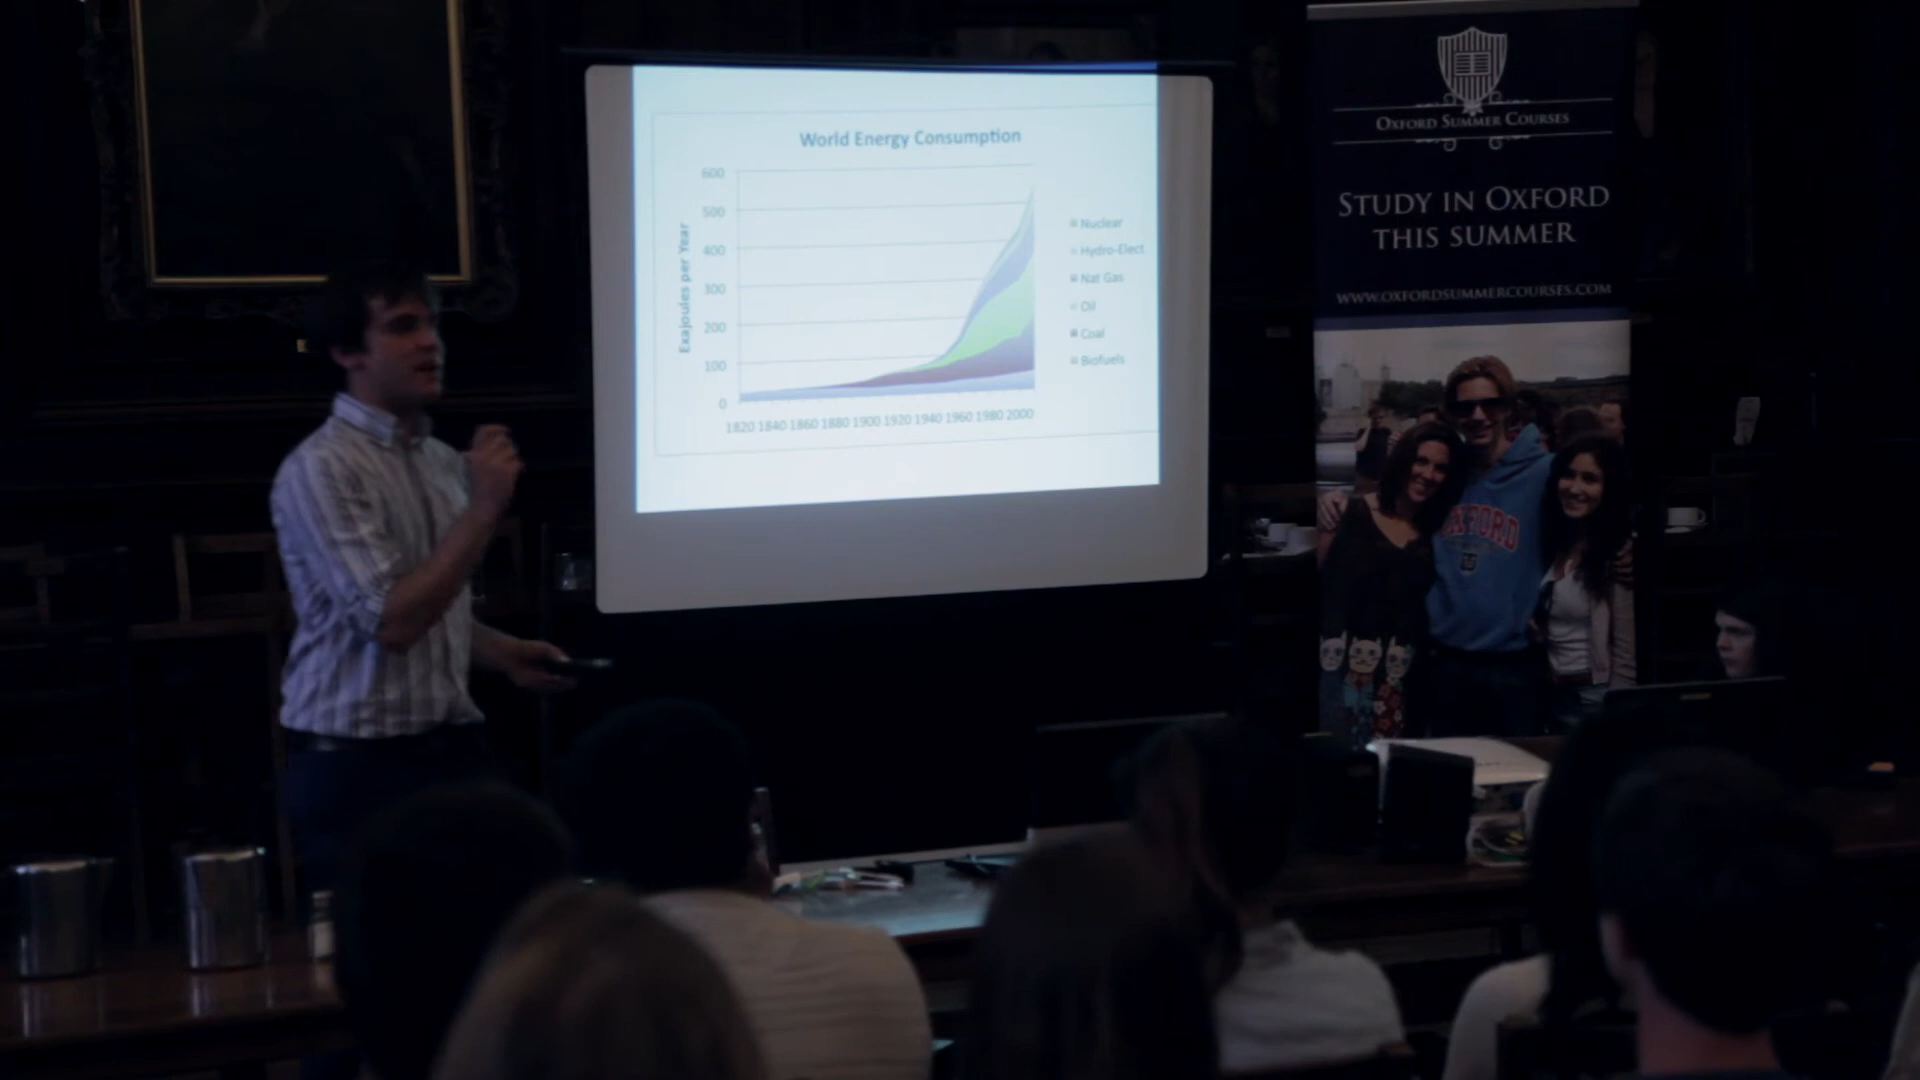 World Energy Consumption
600
500
400
300
200
100
0
Exajoules per Year
1820 1840 1860 1880 1900 1920 1940 1960 1980 2000
Nuclear
Hydro-Elect
Nat Gas
Oil
Coal
Biofuels
OXFORD SUMMER COURSES
STUDY IN OXFORD
THIS SUMMER
WWW.OXFORDSUMMERCOURSES.COM
OXFORD